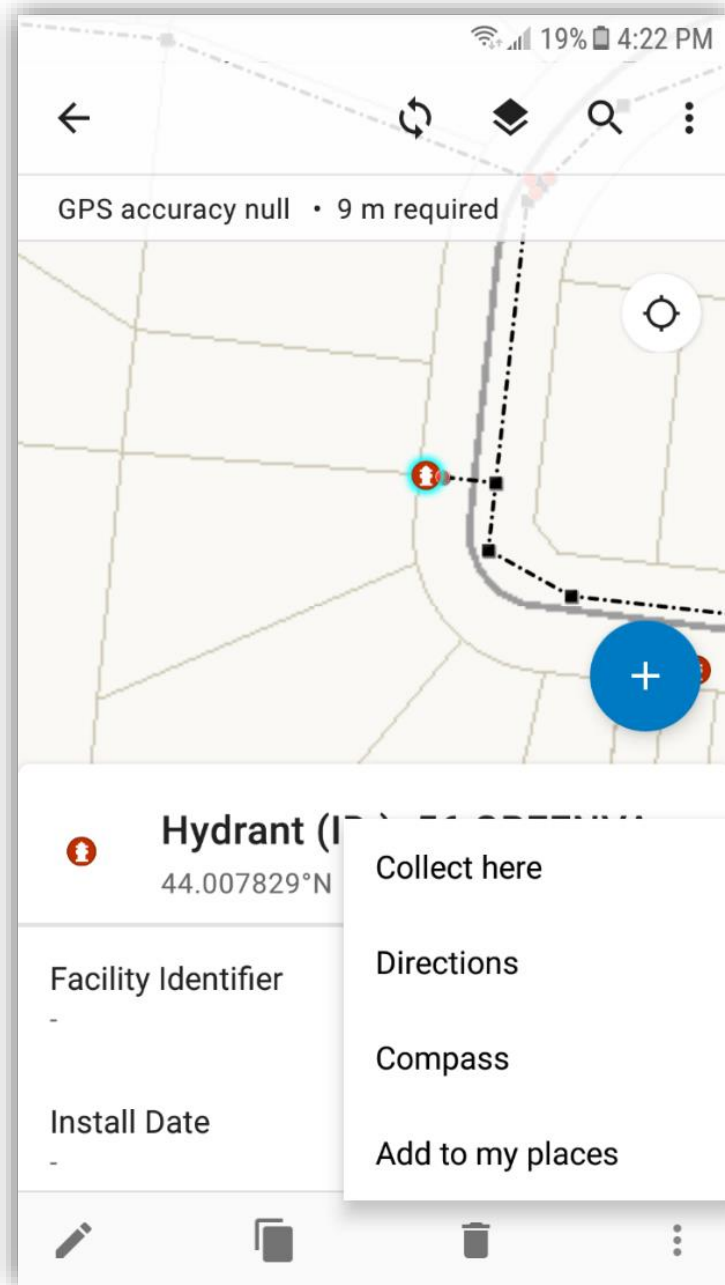 19% 4:22 PM
GPS accuracy null • 9 m required
Hydrant (I
44.007829°N
Collect here
Directions
Compass
Add to my places
Facility Identifier
-
Install Date
-